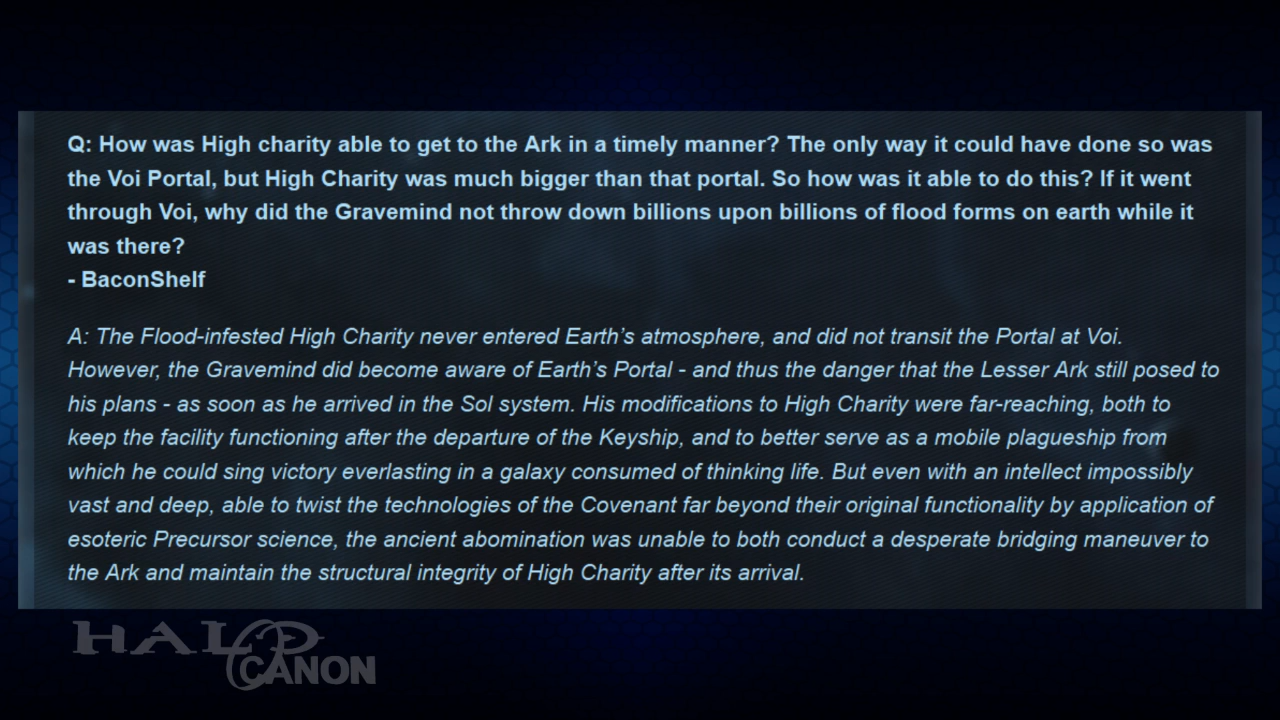 Q: How was High charity able to get to the Ark in a timely manner? The only way it could have done so was
the Voi Portal, but High Charity was much bigger than that portal. So how was it able to do this? If it went
through Voi, why did the Gravemind not throw down billions upon billions of flood forms on earth while it
was there?
- BaconShelf
A: The Flood-infested High Charity never entered Earth's atmosphere, and did not transit the Portal at Voi.
However, the Gravemind did become aware of Earth's Portal - and thus the danger that the Lesser Ark still posed to
his plans - as soon as he arrived in the Sol system. His modifications to High Charity were far-reaching, both to
keep the facility functioning after the departure of the Keyship, and to better serve as a mobile plagueship from
which he could sing victory everlasting in a galaxy consumed of thinking life. But even with an intellect impossibly
vast and deep, able to twist the technologies of the Covenant far beyond their original functionality by application of
esoteric Precursor science, the ancient abomination was unable to both conduct a desperate bridging maneuver to
the Ark and maintain the structural integrity of High Charity after its arrival.
HALO
CANON